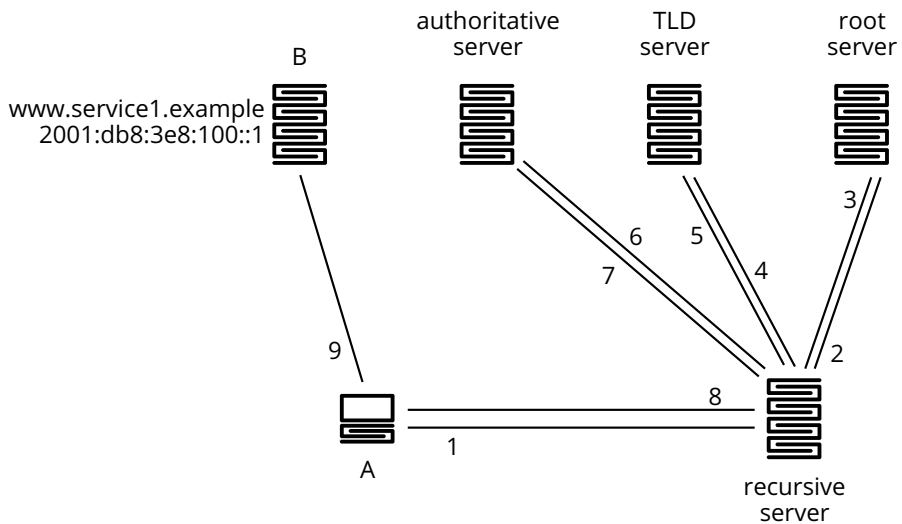 authoritative
server
TLD
server
root
server
B
www.service1.example
2001:db8:3e8:100::1
3
6
5
7
4
9
2
8
1
A
recursive
server